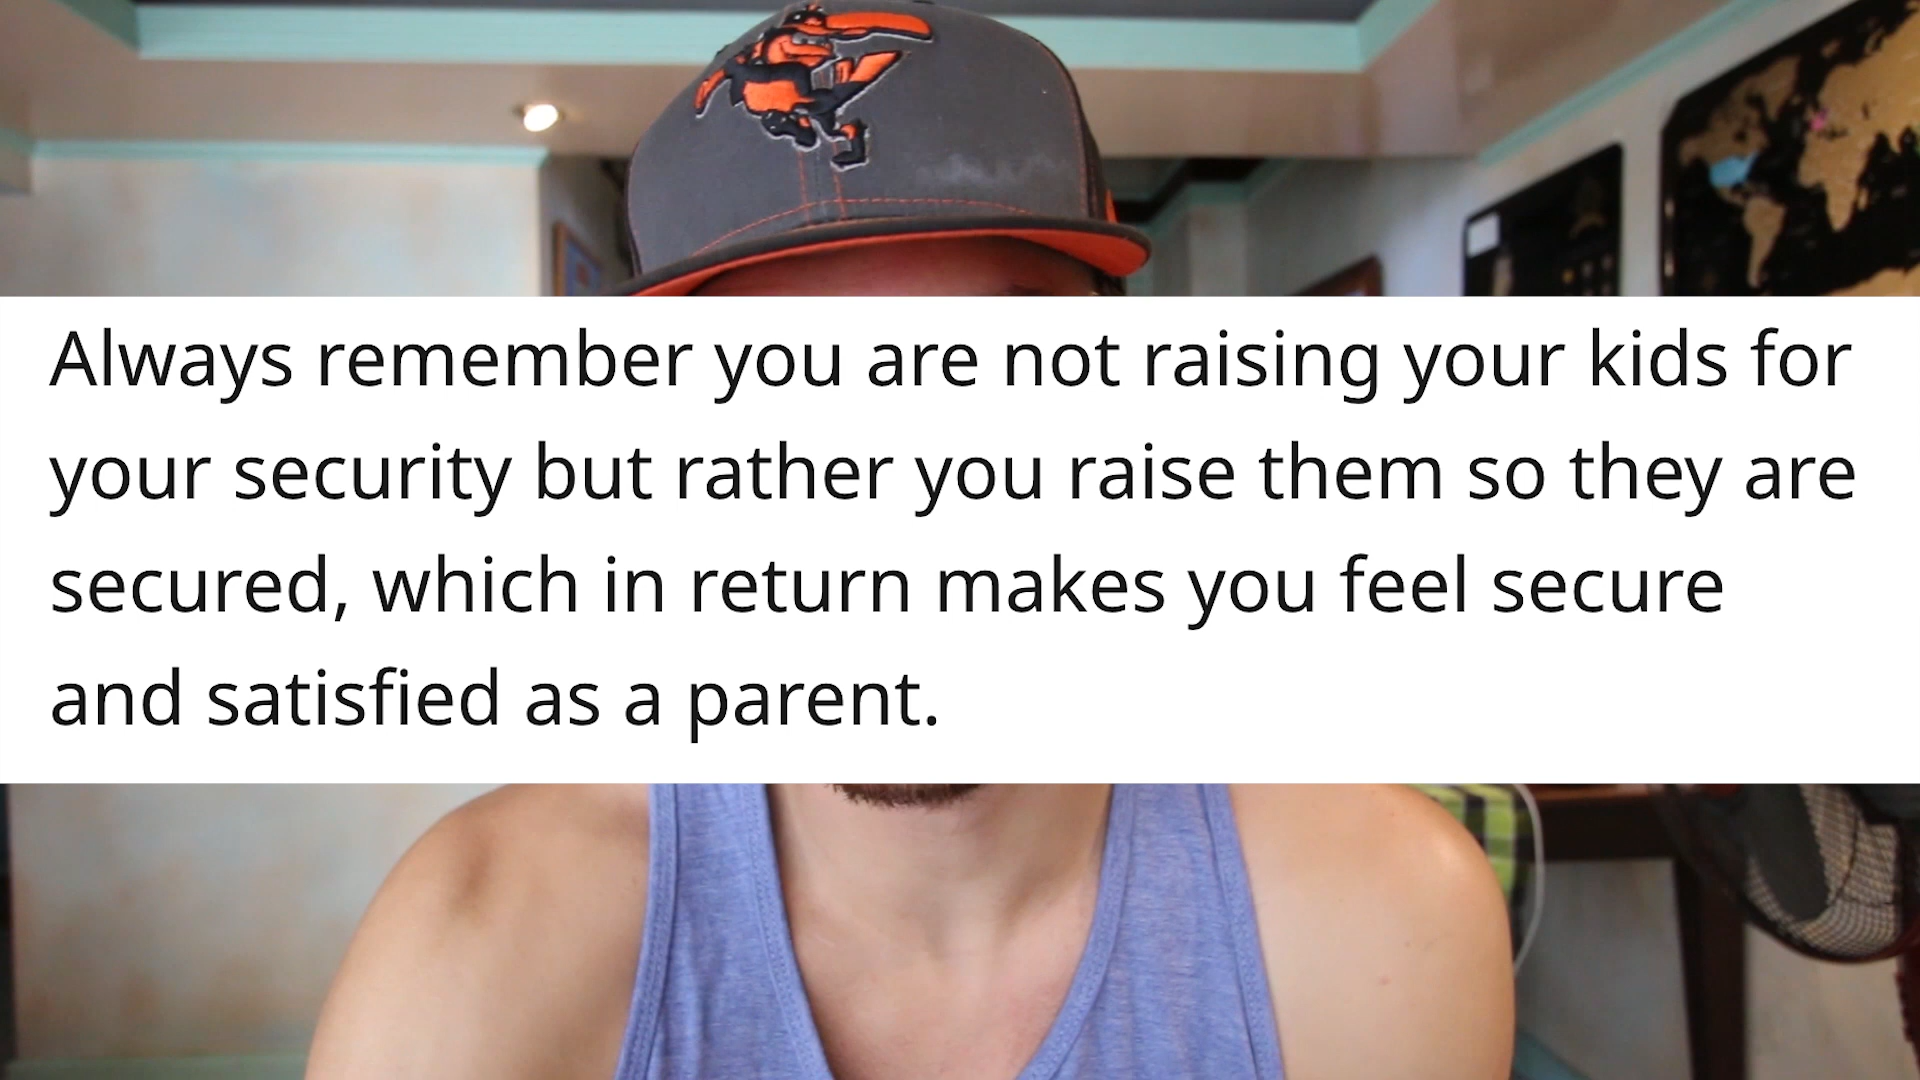 Always remember you are not raising your kids for
your security but rather you raise them so they are
secured, which in return makes you feel secure
and satisfied as a parent.